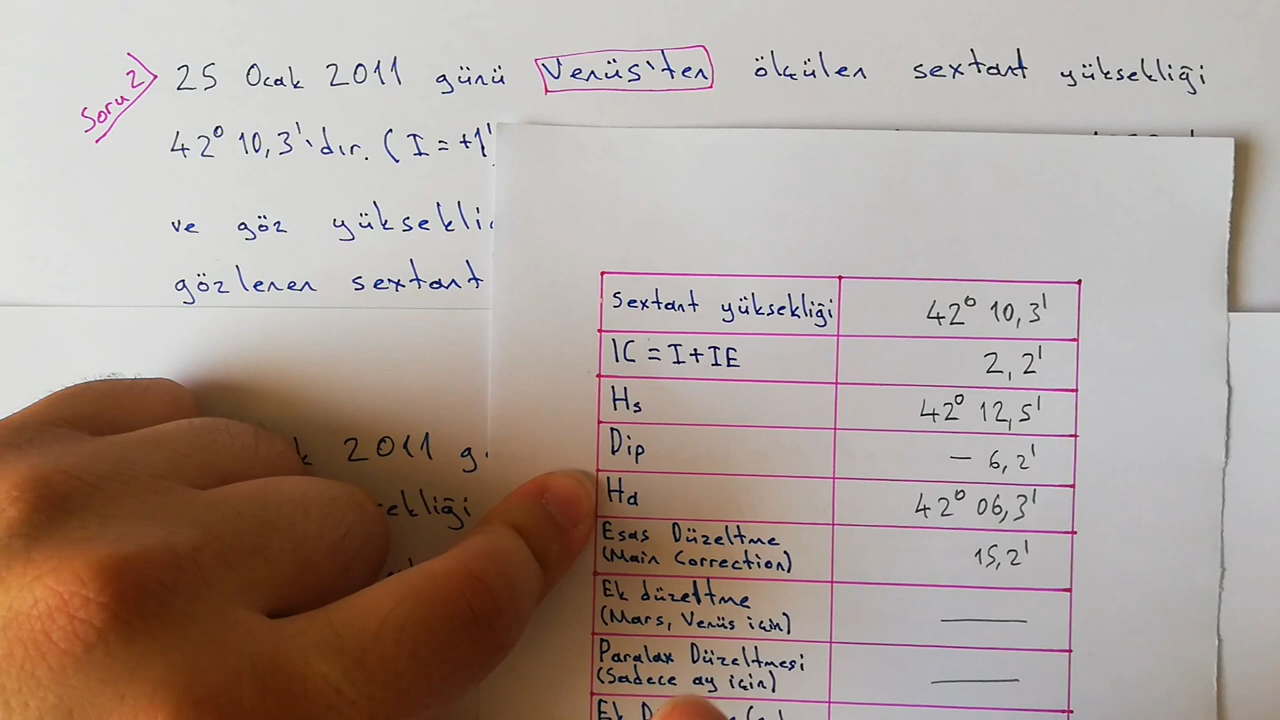 Soru 2
25 Ocak 2011 günü Venüs'ten ölçülen sextant yüksekliği
42° 10,3' dır. ( I = +1'
ve göz
gözlenen sextant
2011 g.
Sextant yüksekliği 42° 10,3'
IC = I + IE 2,2'
Hs 42° 12,5'
Dip - 6,2'
Ha 42° 06,3'
Esas Düzeltme
(Main Correction) 15,2'
Ek düzeltme
(Mars, Venüs için) —
Paralax Düzeltmesi
(Sadece ay için) —